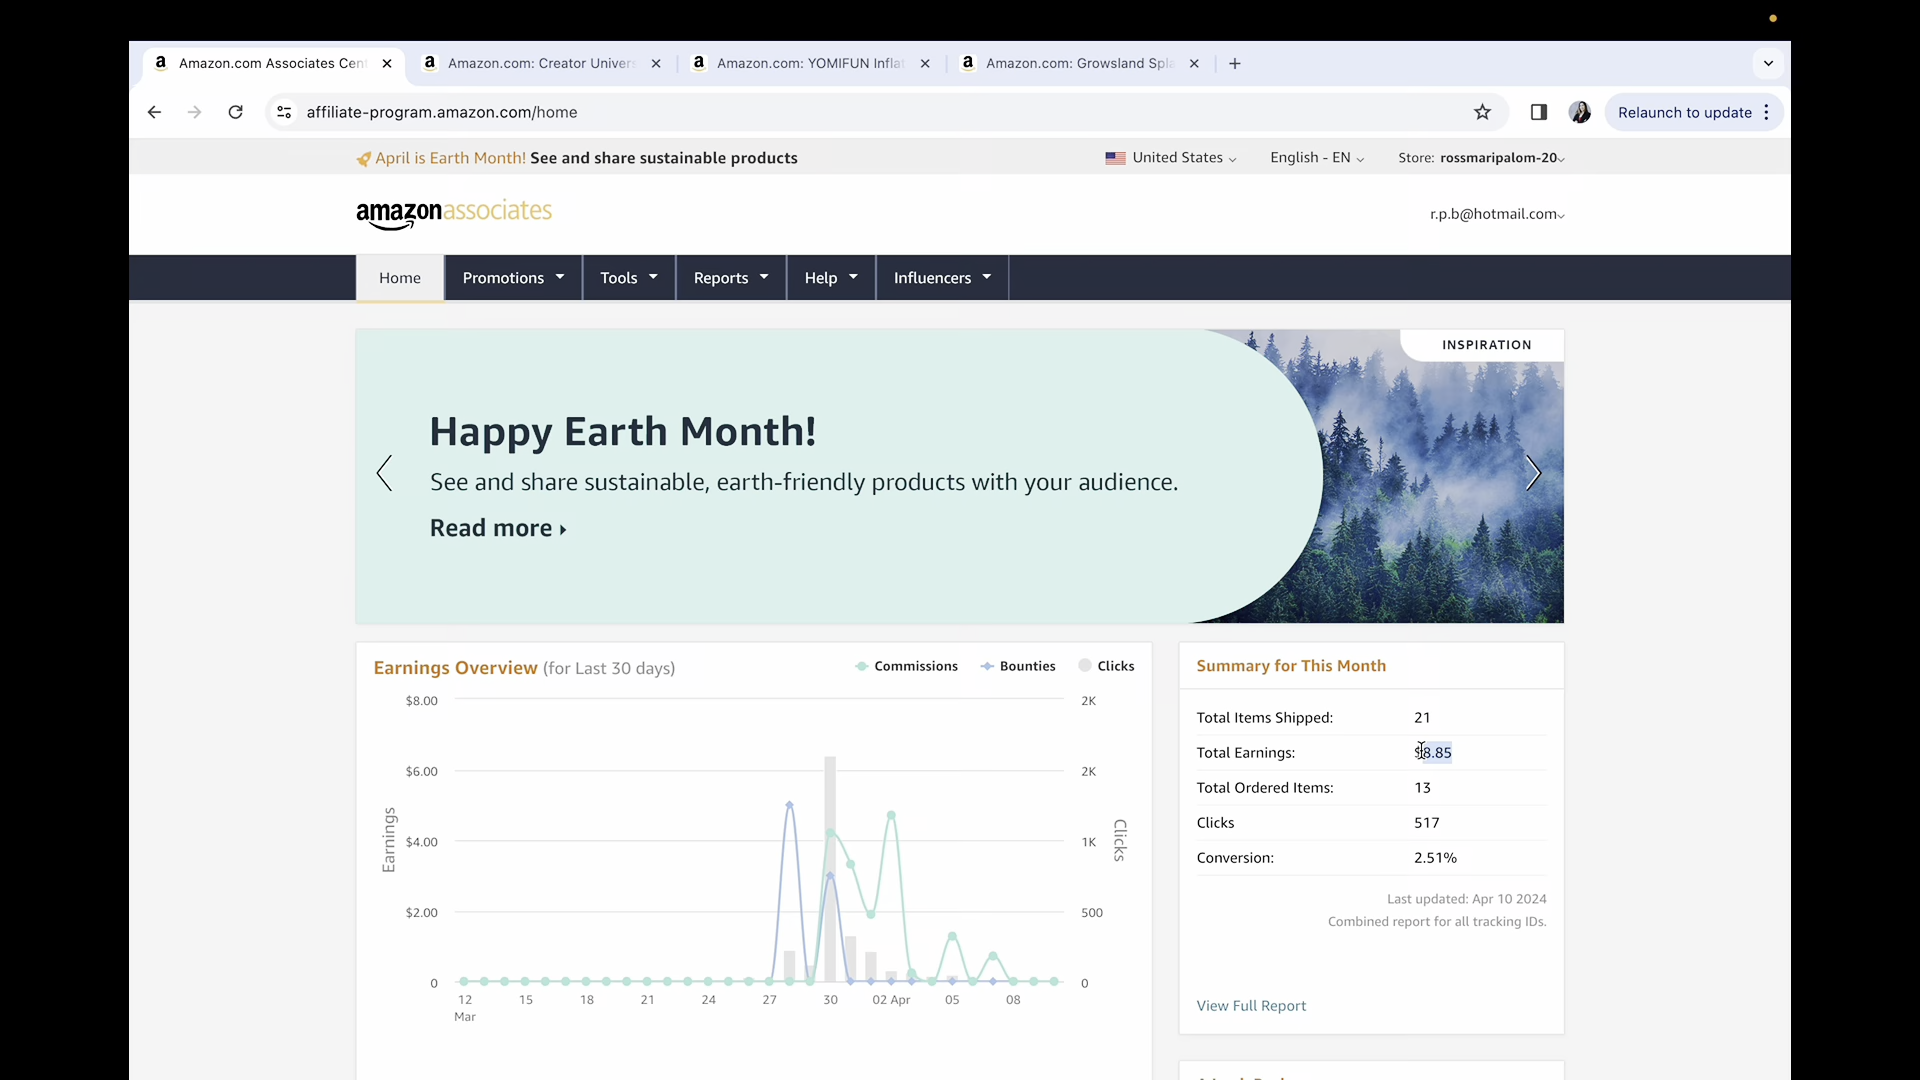 Amazon.com Associates Cent
Amazon.com: Creator Univers
Amazon.com: YOMIFUN Inflat
Amazon.com: Growsland Spla
affiliate-program.amazon.com/home
Relaunch to update
April is Earth Month! See and share sustainable products
United States
English - EN
Store: rossmaripalom-20
amazonassociates
r.p.b@hotmail.com
Home
Promotions
Tools
Reports
Help
Influencers
INSPIRATION
Happy Earth Month!
See and share sustainable, earth-friendly products with your audience.
Read more
Earnings Overview (for Last 30 days)
Commissions
Bounties
Clicks
$8.00
$6.00
$4.00
$2.00
0
Earnings
2K
2K
1K
500
0
Clicks
12
Mar
15
18
21
24
27
30
02 Apr
05
08
Summary for This Month
Total Items Shipped: 21
Total Earnings: $8.85
Total Ordered Items: 13
Clicks 517
Conversion: 2.51%
Last updated: Apr 10 2024
Combined report for all tracking IDs.
View Full Report